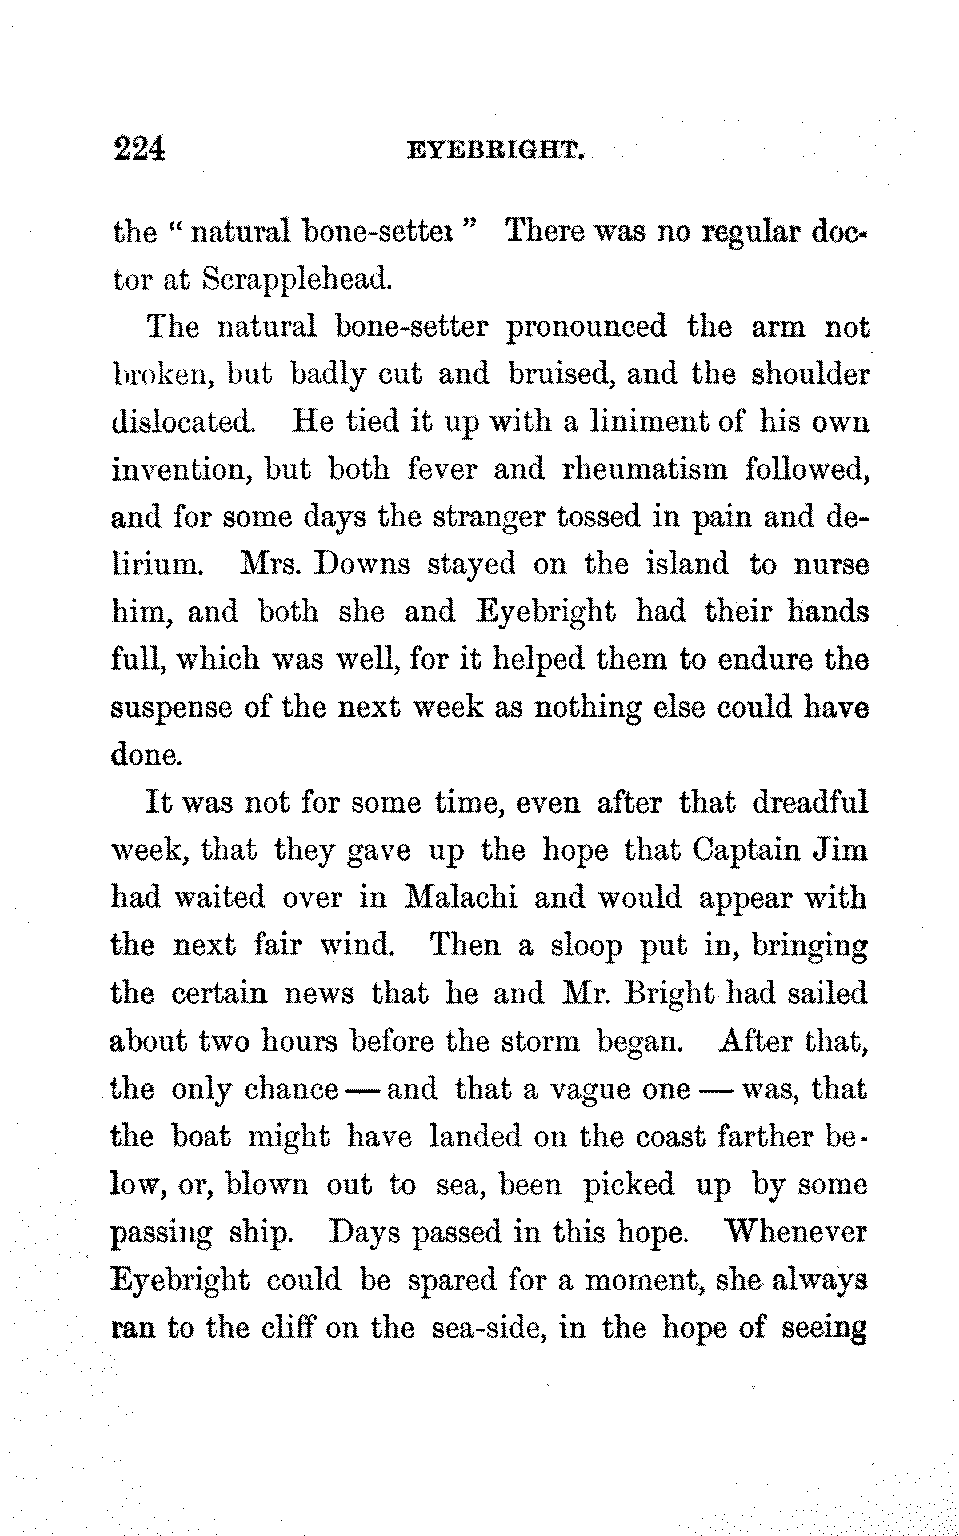 224 EYEBRIGHT.
the “ natural bone-setter ” There was no regular doc-
tor at Scrapplehead.
The natural bone-setter pronounced the arm not
broken, but badly cut and bruised, and the shoulder
dislocated. He tied it up with a liniment of his own
invention, but both fever and rheumatism followed,
and for some days the stranger tossed in pain and de-
lirium. Mrs. Downs stayed on the island to nurse
him, and both she and Eyebright had their hands
full, which was well, for it helped them to endure the
suspense of the next week as nothing else could have
done.
It was not for some time, even after that dreadful
week, that they gave up the hope that Captain Jim
had waited over in Malachi and would appear with
the next fair wind. Then a sloop put in, bringing
the certain news that he and Mr. Bright had sailed
about two hours before the storm began. After that,
the only chance — and that a vague one — was, that
the boat might have landed on the coast farther be-
low, or, blown out to sea, been picked up by some
passing ship. Days passed in this hope. Whenever
Eyebright could be spared for a moment, she always
ran to the cliff on the sea-side, in the hope of seeing